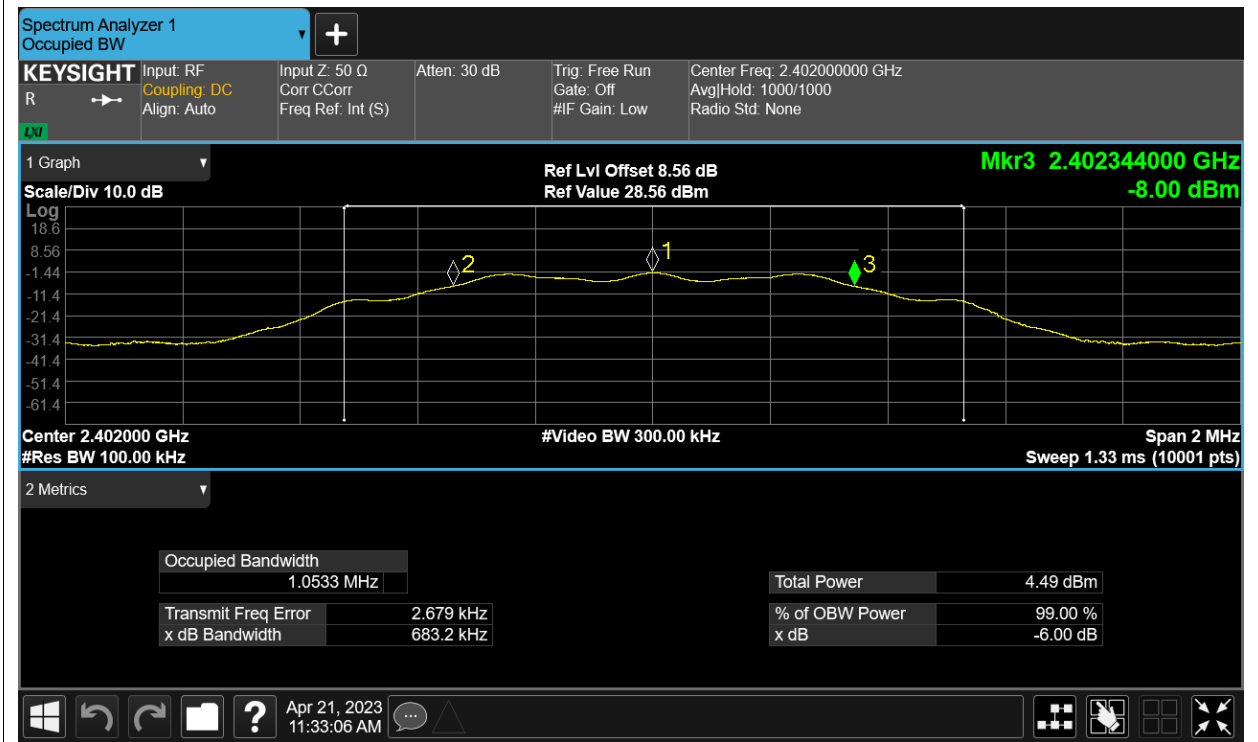 Spectrum Analyzer 1
Occupied BW
KEYSIGHT Input: RF Input Z: 50 Ω Atten: 30 dB Trig: Free Run Center Freq: 2.402000000 GHz
R Coupling: DC Corr CCorr Gate: Off Avg|Hold: 1000/1000
Align: Auto Freq Ref: Int (S) #IF Gain: Low Radio Std: None
LXI
1 Graph Ref Lvl Offset 8.56 dB Mkr3 2.402344000 GHz
Scale/Div 10.0 dB Ref Value 28.56 dBm -8.00 dBm
Log
18.6
8.56
1
2
3
-1.44
-11.4
-21.4
-31.4
-41.4
-51.4
-61.4
Center 2.402000 GHz #Video BW 300.00 kHz Span 2 MHz
#Res BW 100.00 kHz Sweep 1.33 ms (10001 pts)
2 Metrics
Occupied Bandwidth
1.0533 MHz Total Power 4.49 dBm
Transmit Freq Error 2.679 kHz % of OBW Power 99.00 %
x dB Bandwidth 683.2 kHz x dB -6.00 dB
? Apr 21, 2023
11:33:06 AM